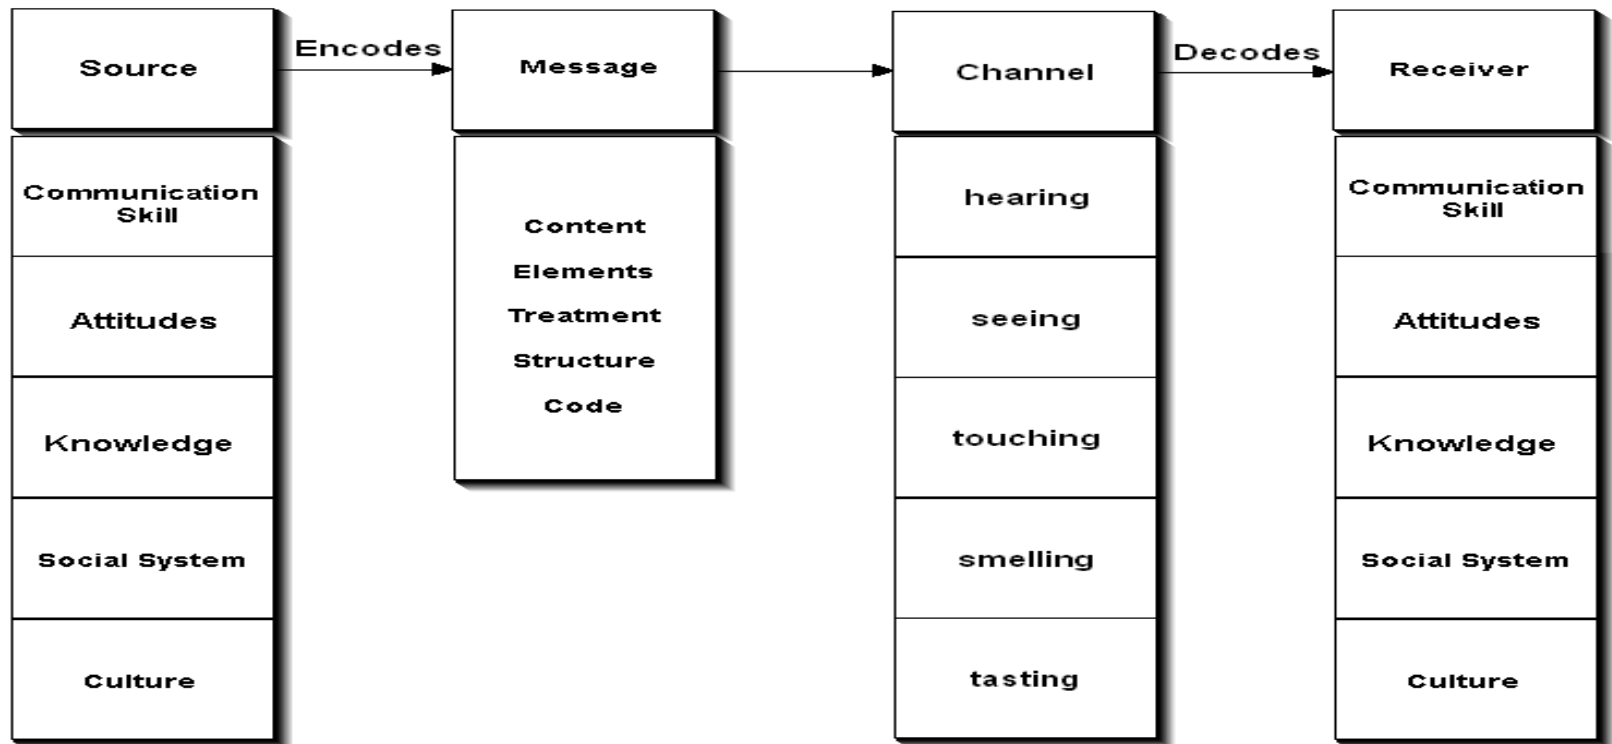 Source
Encodes
Message
Channel
Decodes
Receiver
Communication
Skill
Attitudes
Knowledge
Social System
Culture
Content
Elements
Treatment
Structure
Code
hearing
seeing
touching
smelling
tasting
Communication
Skill
Attitudes
Knowledge
Social System
Culture